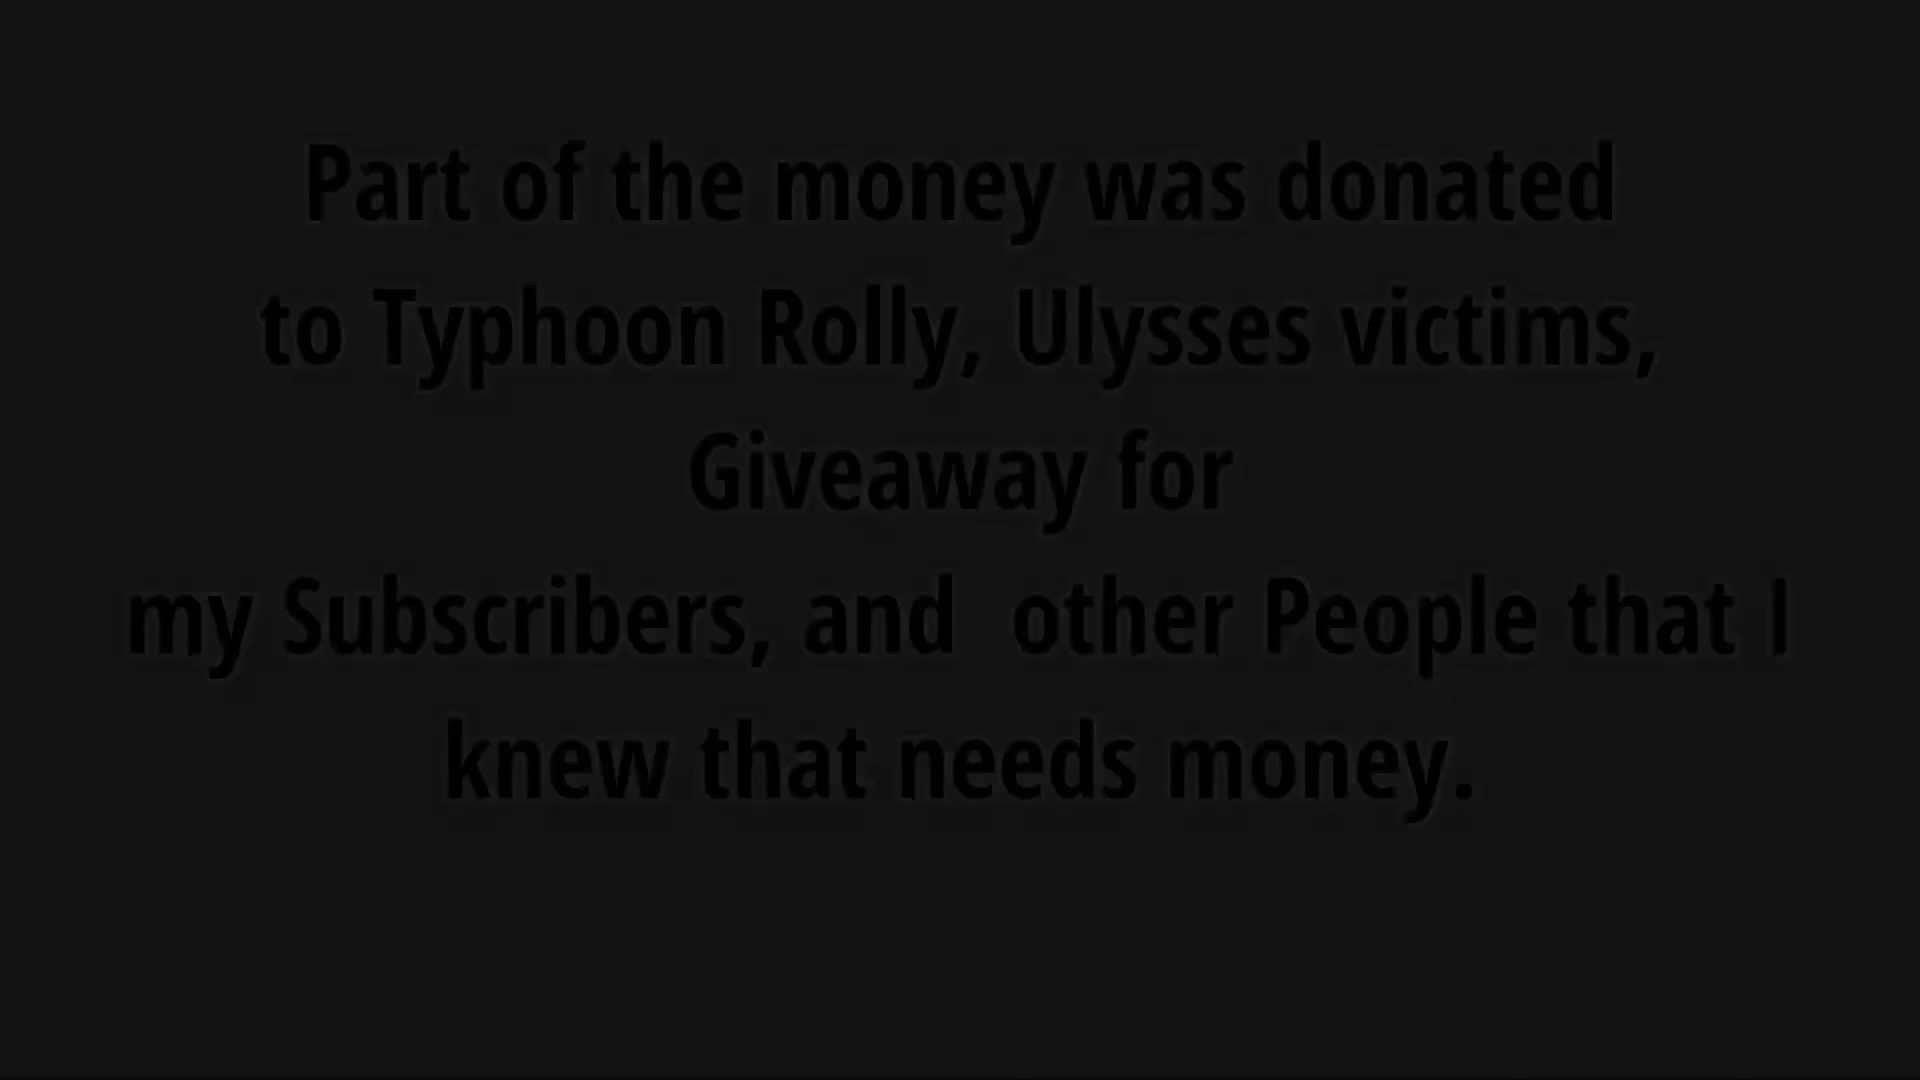 Part of the money was donated
to Typhoon Rolly, Ulysses victims,
Giveaway for
my Subscribers, and  other People that I
knew that needs money.